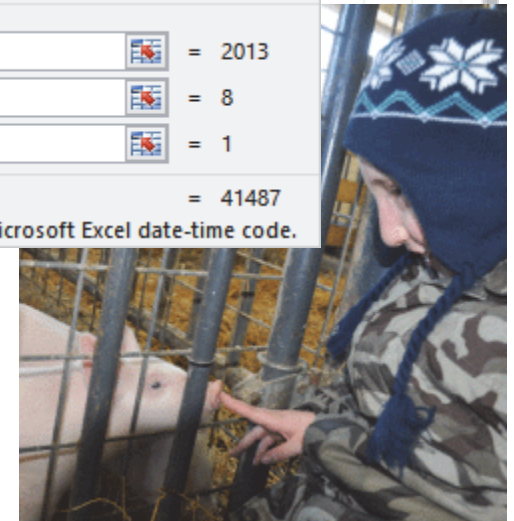 = 2013
= 8
= 1
= 41487
icrosoft Excel date-time code.